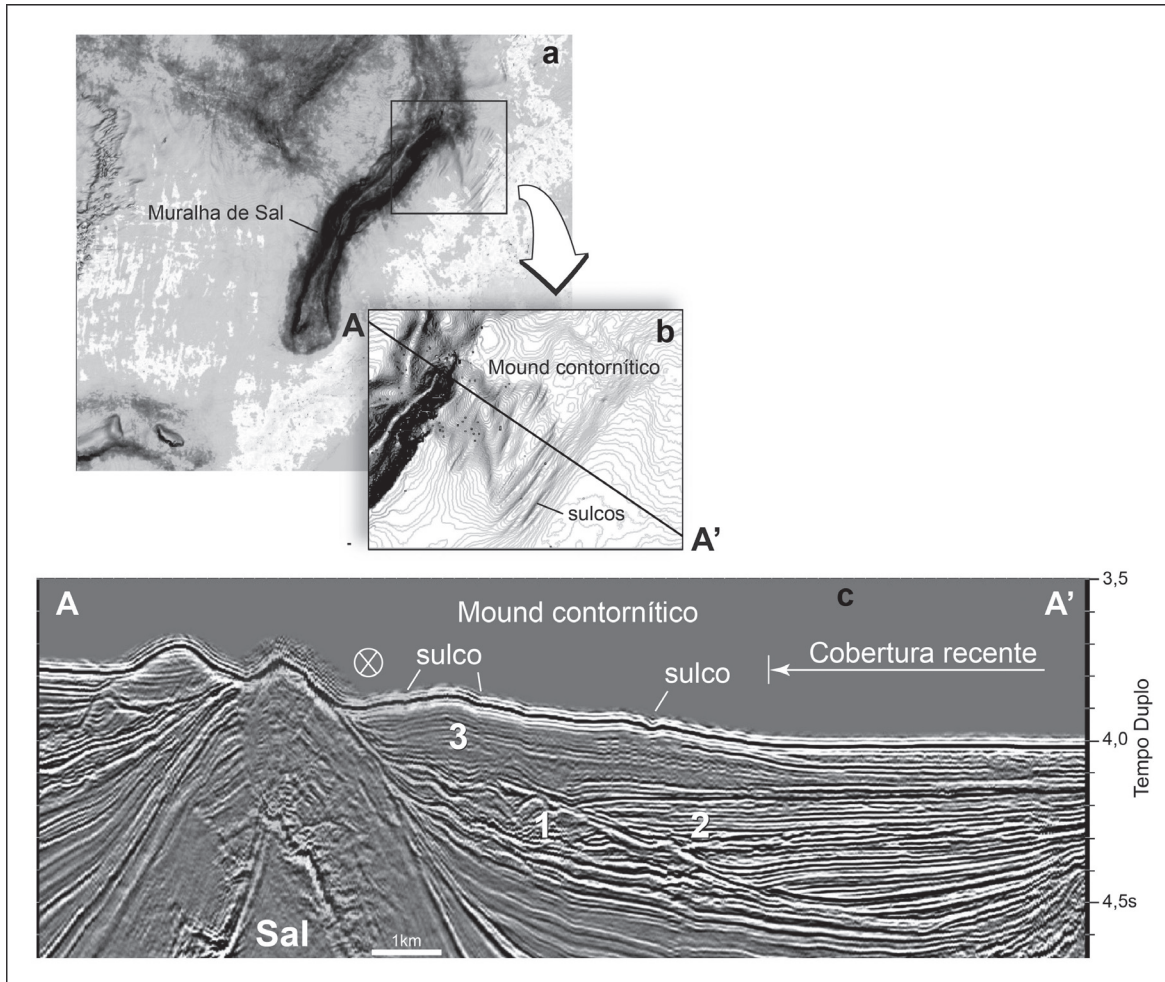 a
Muralha de Sal
A
b
Mound contornítico
sulcos
A'
A
Mound contornítico
c
A'
sulco
sulco
Cobertura recente
3
1
2
Sal
1km
3,5
4,0
4,5s
Tempo Duplo